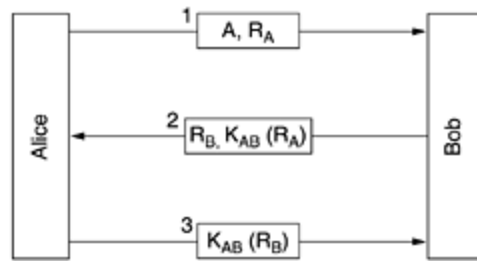 1
A, R_A
Alice
2
R_B, K_AB (R_A)
Bob
3
K_AB (R_B)